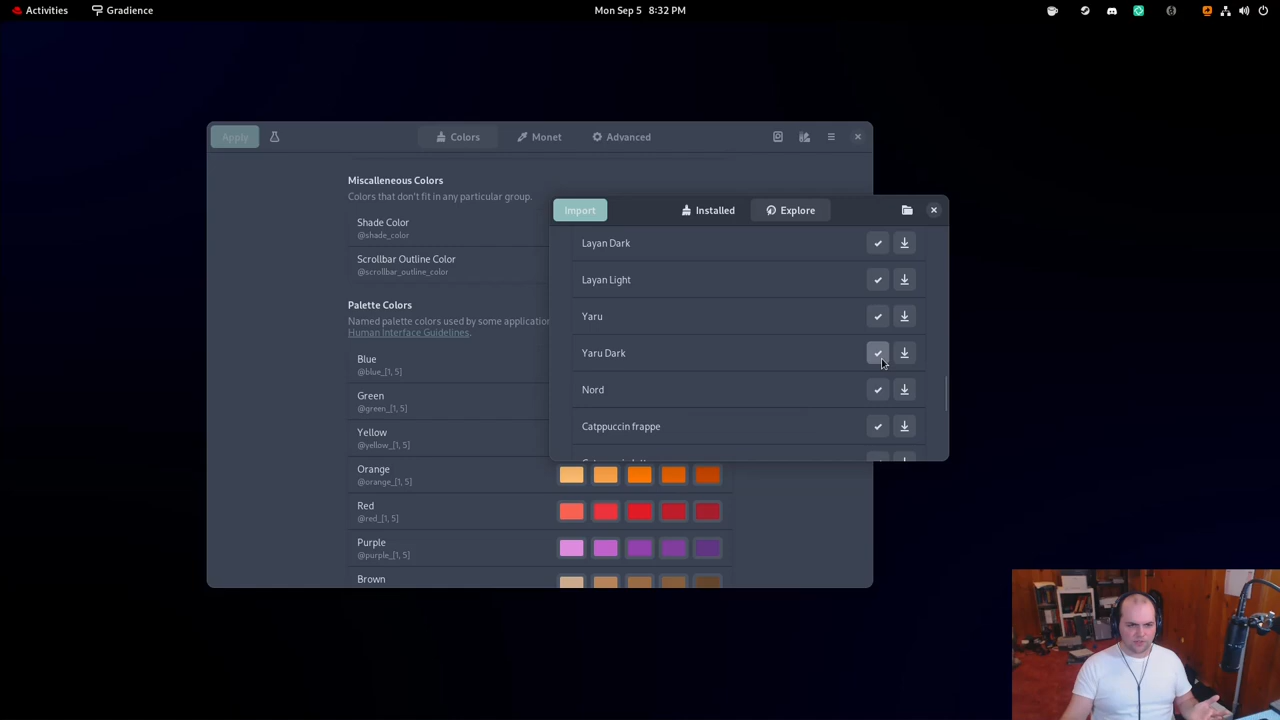 Activities
Gradience
Mon Sep 5 8:32 PM
Apply
Colors
Monet
Advanced
Miscallaneous Colors
Colors that don't fit in any particular group.
Shade Color
@shade_color
Scrollbar Outline Color
@scrollbar_outline_color
Palette Colors
Named palette colors used by some application
Human Interface Guidelines.
Blue
@blue_[1, 5]
Green
@green_[1, 5]
Yellow
@yellow_[1, 5]
Orange
@orange_[1, 5]
Red
@red_[1, 5]
Purple
@purple_[1, 5]
Brown
Import
Installed
Explore
Layan Dark
Layan Light
Yaru
Yaru Dark
Nord
Catppuccin frappe